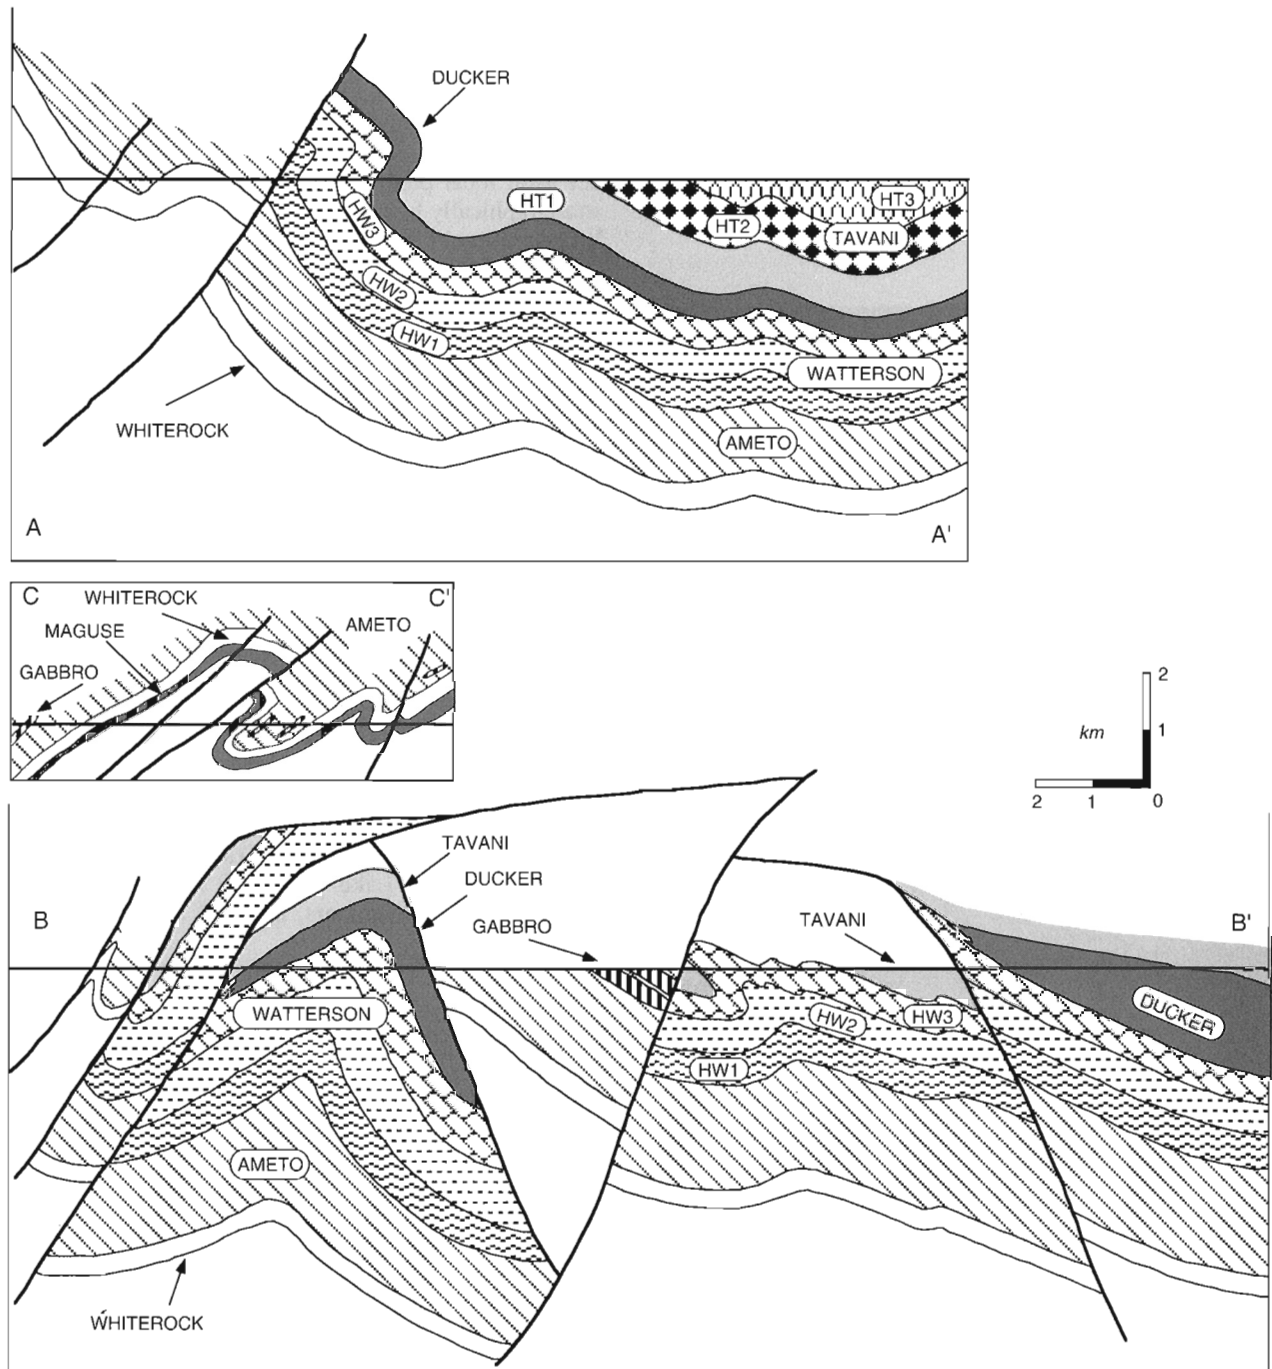 DUCKER
HT1
HT3
HT2
TAVANI
HW3
HW2
HW1
WATTERSON
WHITEROCK
AMETO
A
A'
C
WHITEROCK
C'
MAGUSE
AMETO
GABBRO
2
km
1
2
1
0
TAVANI
DUCKER
B
GABBRO
TAVANI
B'
DUCKER
WATTERSON
HW2
HW3
HW1
AMETO
WHITEROCK